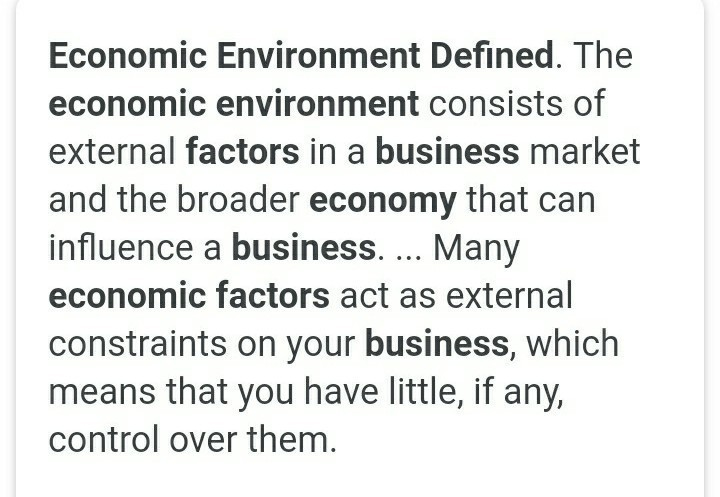 Economic Environment Defined. The
economic environment consists of
external factors in a business market
and the broader economy that can
influence a business. ... Many
economic factors act as external
constraints on your business, which
means that you have little, if any,
control over them.